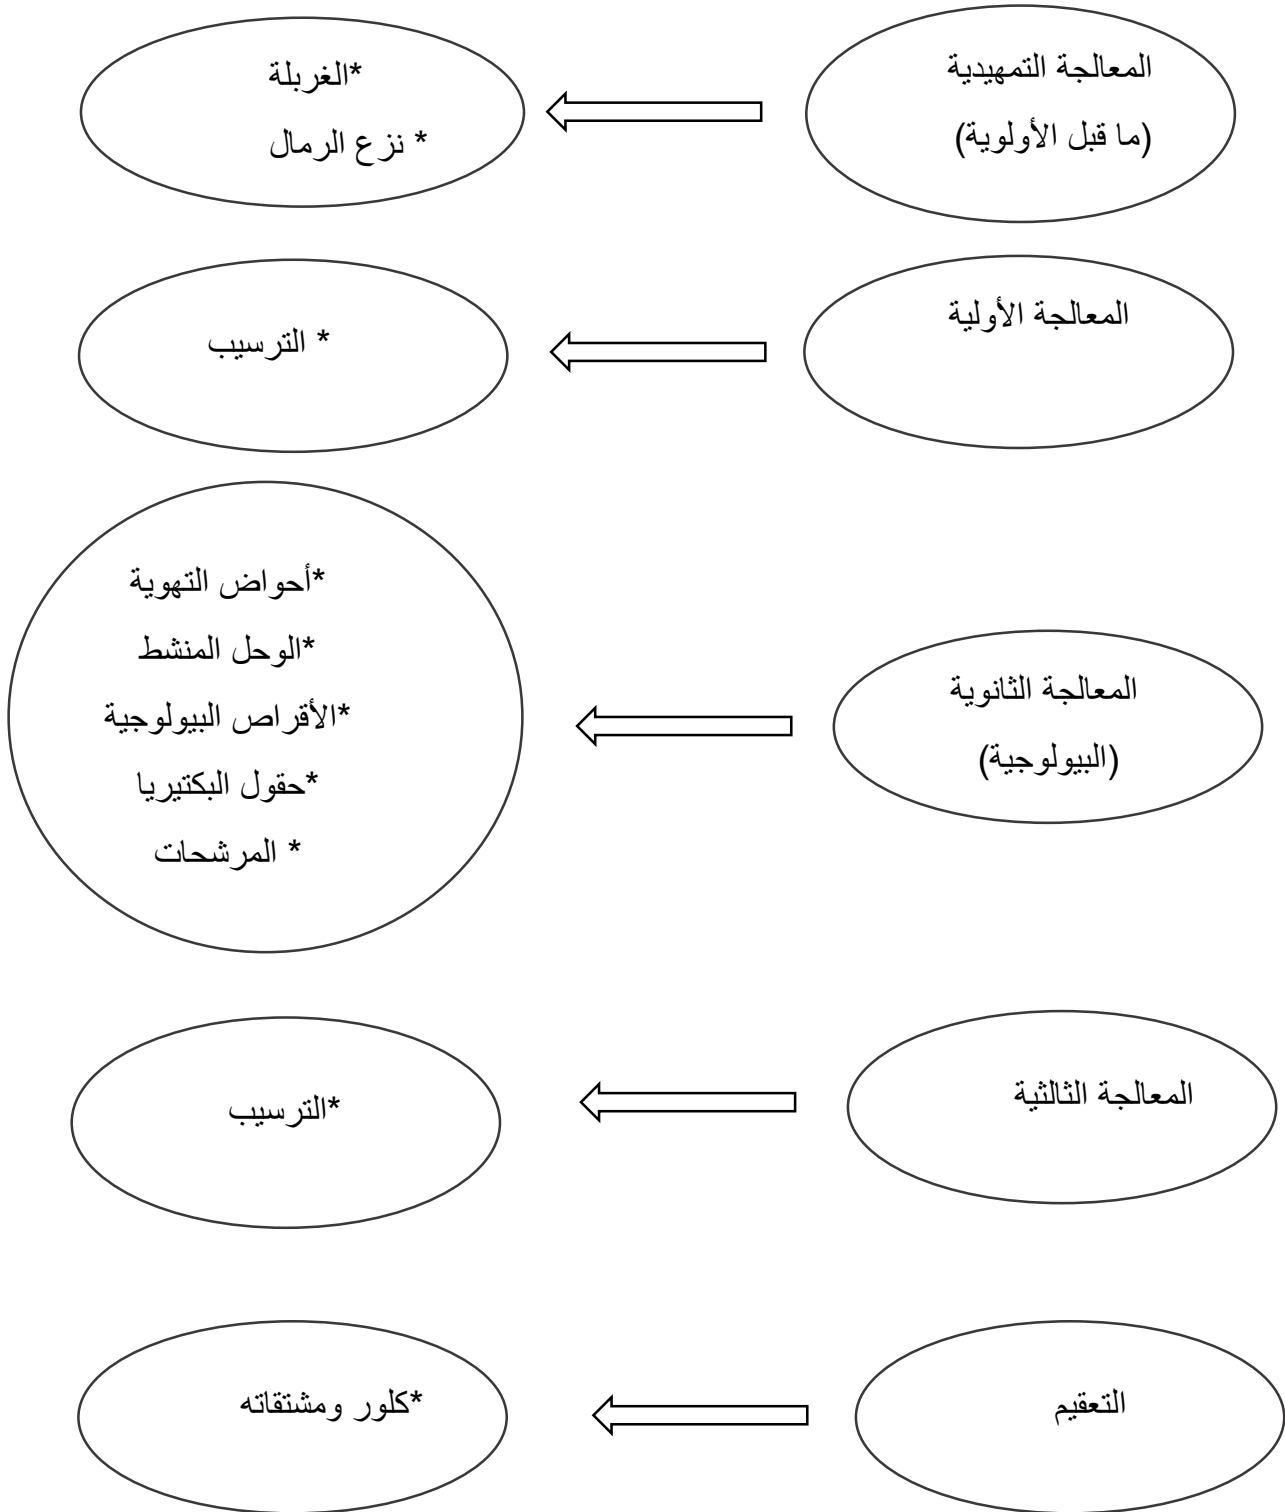 المعالجة التمهيدية
(ما قبل الأولوية)
*الغربلة
* نزع الرمال
المعالجة الأولية
* الترسيب
المعالجة الثانوية
(البيولوجية)
*أحواض التهوية
*الوحل المنشط
*الأقراص البيولوجية
*حقول البكتيريا
* المرشحات
المعالجة الثالثية
*الترسيب
التعقيم
*كلور ومشتقاته